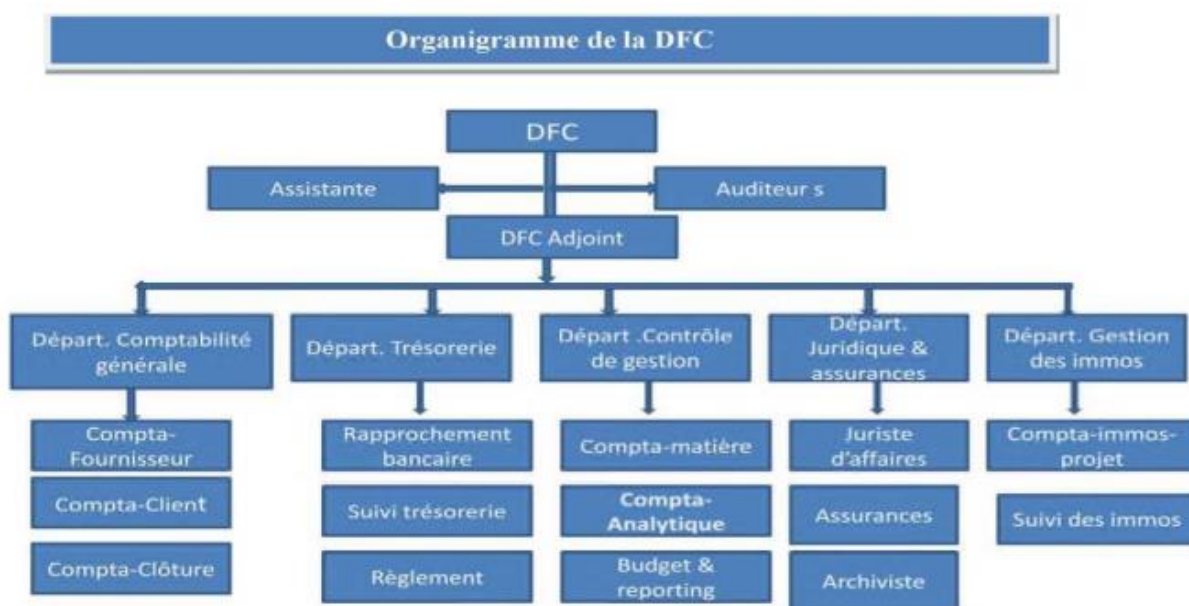 Organigramme de la DFC
DFC
Assistante
Auditeur s
DFC Adjoint
Départ. Comptabilité
générale
Départ. Trésorerie
Départ .Contrôle
de gestion
Départ.
Juridique &
assurances
Départ. Gestion
des immos
Compta-
Fournisseur
Rapprochement
bancaire
Compta-matière
Juriste
d'affaires
Compta-immos-
projet
Compta-Client
Suivi trésorerie
Compta-
Analytique
Assurances
Suivi des immos
Compta-Clôture
Règlement
Budget &
reporting
Archiviste